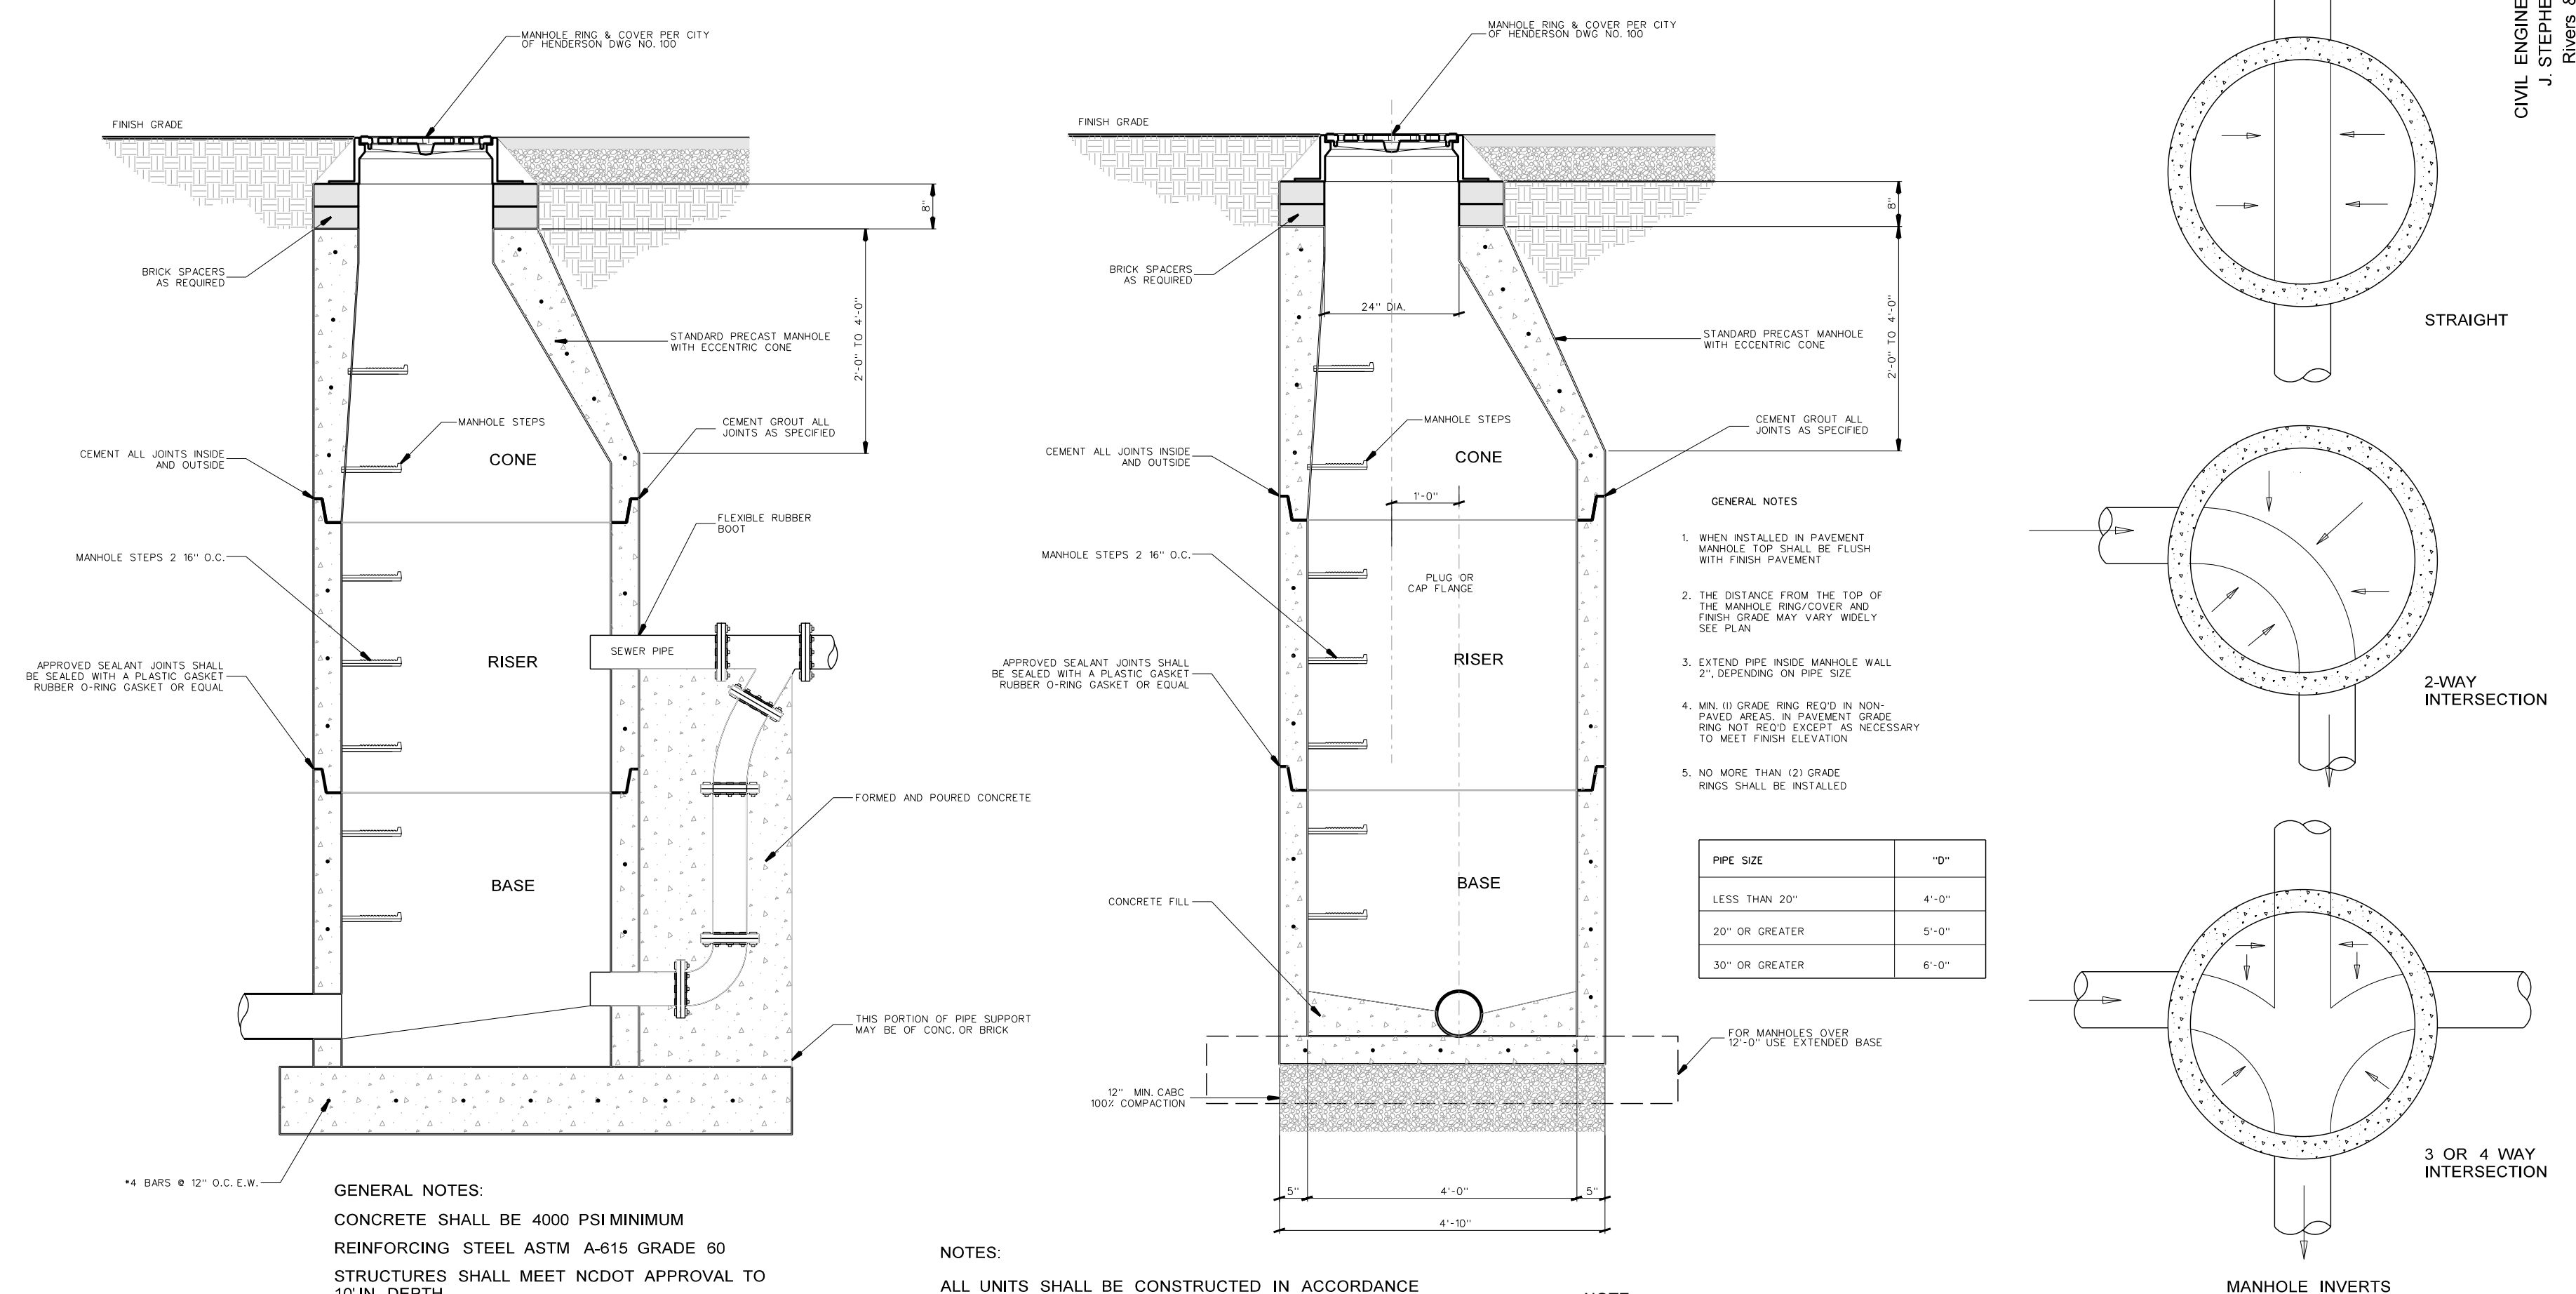 MANHOLE RING & COVER PER CITY
OF HENDERSON DWG NO. 100
FINISH GRADE
8"
BRICK SPACERS
AS REQUIRED
STANDARD PRECAST MANHOLE
WITH ECCENTRIC CONE
2'-0" TO 4'-0"
MANHOLE STEPS
CEMENT GROUT ALL
JOINTS AS SPECIFIED
CEMENT ALL JOINTS INSIDE
AND OUTSIDE
CONE
FLEXIBLE RUBBER
BOOT
MANHOLE STEPS 2 16" O.C.
SEWER PIPE
RISER
APPROVED SEALANT JOINTS SHALL
BE SEALED WITH A PLASTIC GASKET
RUBBER O-RING GASKET OR EQUAL
FORMED AND POURED CONCRETE
BASE
THIS PORTION OF PIPE SUPPORT
MAY BE OF CONC. OR BRICK
*4 BARS @ 12" O.C. E.W.
GENERAL NOTES:
CONCRETE SHALL BE 4000 PSI MINIMUM
REINFORCING STEEL ASTM A-615 GRADE 60
STRUCTURES SHALL MEET NCDOT APPROVAL TO
10' IN DEPTH
MANHOLE RING & COVER PER CITY
OF HENDERSON DWG NO. 100
FINISH GRADE
8"
BRICK SPACERS
AS REQUIRED
24" DIA.
STANDARD PRECAST MANHOLE
WITH ECCENTRIC CONE
2'-0" TO 4'-0"
MANHOLE STEPS
CEMENT GROUT ALL
JOINTS AS SPECIFIED
CEMENT ALL JOINTS INSIDE
AND OUTSIDE
CONE
1'-0"
MANHOLE STEPS 2 16" O.C.
PLUG OR
CAP FLANGE
RISER
APPROVED SEALANT JOINTS SHALL
BE SEALED WITH A PLASTIC GASKET
RUBBER O-RING GASKET OR EQUAL
BASE
CONCRETE FILL
FOR MANHOLES OVER
12'-0" USE EXTENDED BASE
12" MIN. CABC
100% COMPACTION
5"
4'-0"
5"
4'-10"
NOTES:
ALL UNITS SHALL BE CONSTRUCTED IN ACCORDANCE
NOTE
GENERAL NOTES
1. WHEN INSTALLED IN PAVEMENT
MANHOLE TOP SHALL BE FLUSH
WITH FINISH PAVEMENT
2. THE DISTANCE FROM THE TOP OF
THE MANHOLE RING/COVER AND
FINISH GRADE MAY VARY WIDELY
SEE PLAN
3. EXTEND PIPE INSIDE MANHOLE WALL
2", DEPENDING ON PIPE SIZE
4. MIN. (1) GRADE RING REQ'D IN NON-
PAVED AREAS. IN PAVEMENT GRADE
RING NOT REQ'D EXCEPT AS NECESSARY
TO MEET FINISH ELEVATION
5. NO MORE THAN (2) GRADE
RINGS SHALL BE INSTALLED
PIPE SIZE "D"
LESS THAN 20" 4'-0"
20" OR GREATER 5'-0"
30" OR GREATER 6'-0"
STRAIGHT
2-WAY
INTERSECTION
3 OR 4 WAY
INTERSECTION
MANHOLE INVERTS
CIVIL ENGINE
J. STEPHE
Rivers &